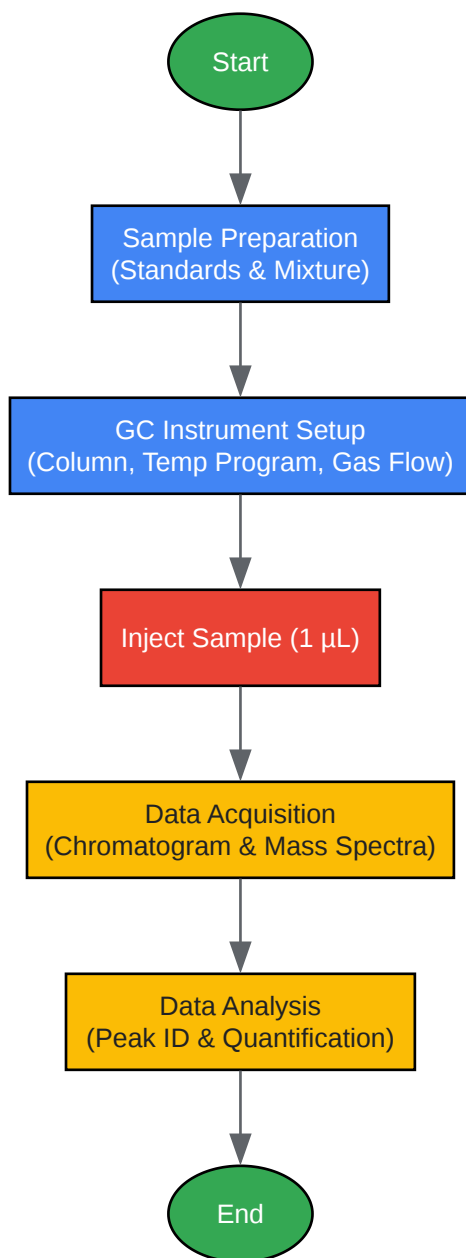 Start
Sample Preparation
(Standards & Mixture)
GC Instrument Setup
(Column, Temp Program, Gas Flow)
Inject Sample (1 µL)
Data Acquisition
(Chromatogram & Mass Spectra)
Data Analysis
(Peak ID & Quantification)
End